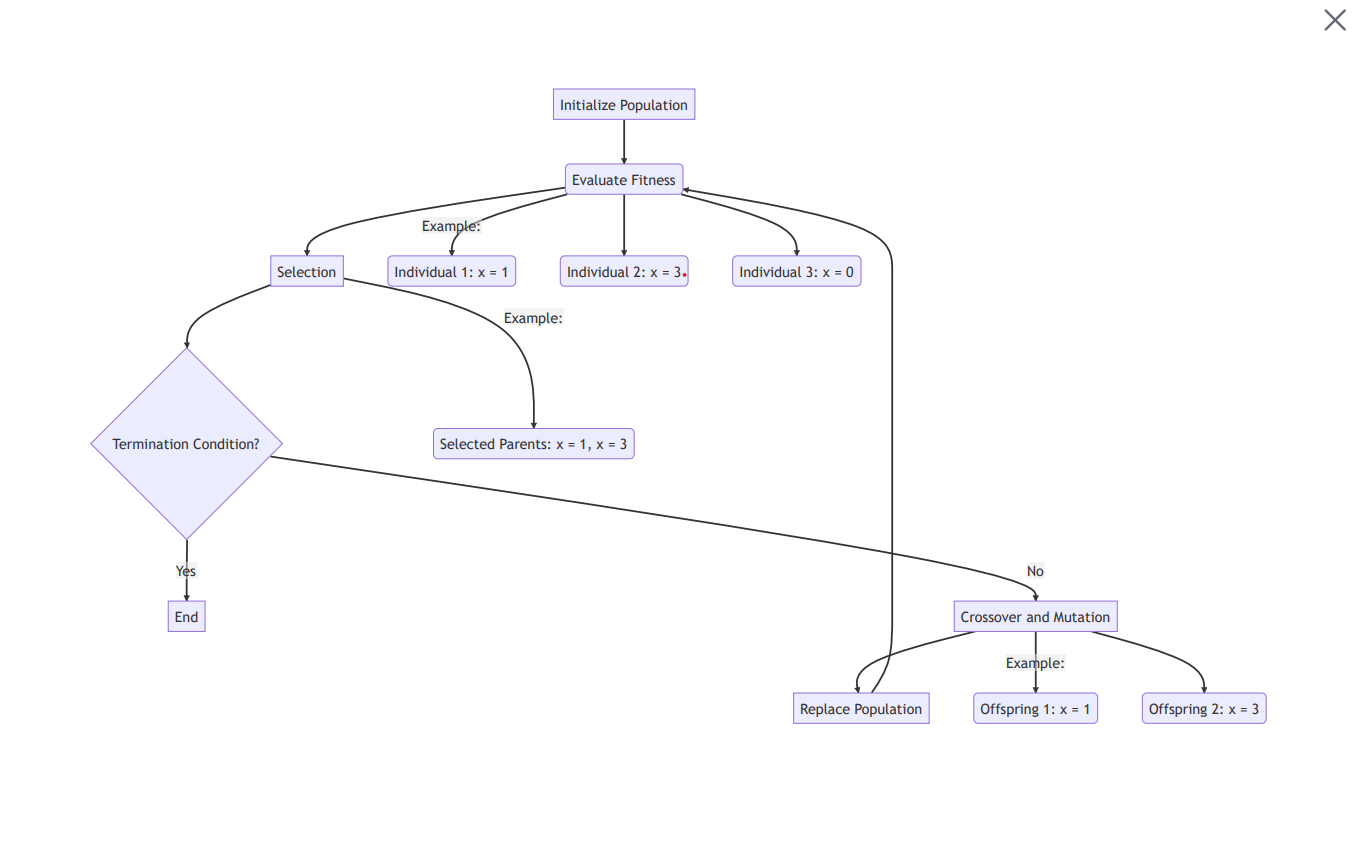 Initialize Population
Evaluate Fitness
Example:
Selection
Individual 1: x = 1
Individual 2: x = 3
Individual 3: x = 0
Example:
Termination Condition?
Selected Parents: x = 1, x = 3
Yes
No
End
Crossover and Mutation
Example:
Replace Population
Offspring 1: x = 1
Offspring 2: x = 3